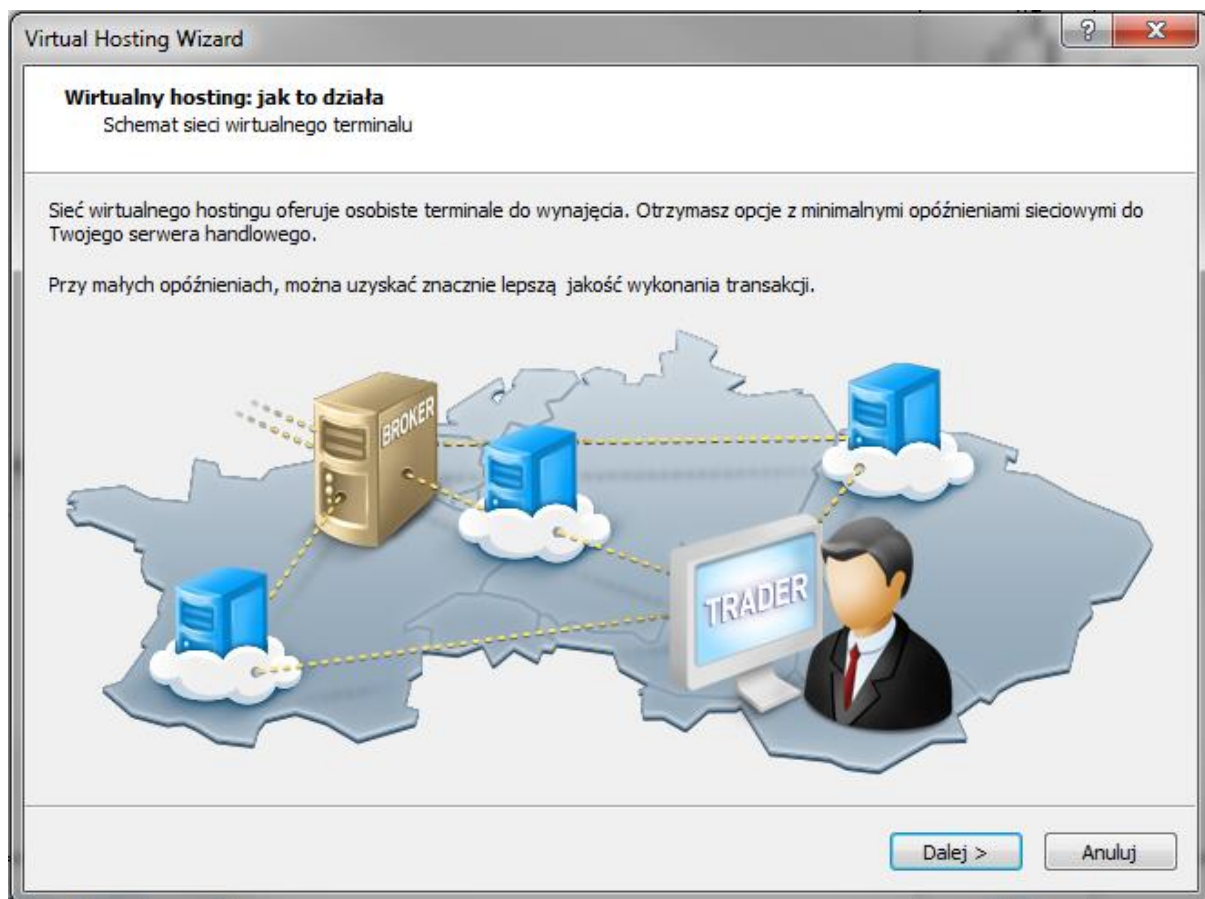 Virtual Hosting Wizard
Wirtualny hosting: jak to działa
Schemat sieci wirtualnego terminalu
Sieć wirtualnego hostingu oferuje osobiste terminale do wynajęcia. Otrzymasz opcje z minimalnymi opóźnieniami sieciowymi do
Twojego serwera handlowego.
Przy małych opóźnieniach, można uzyskać znacznie lepszą jakość wykonania transakcji.
BROKER
TRADER
Dalej >
Anuluj